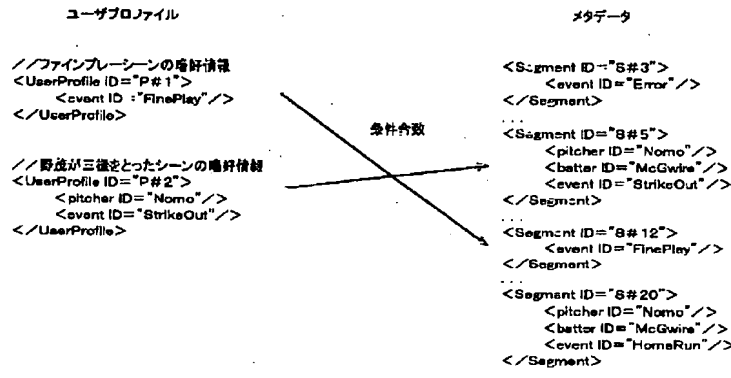 ユーザプロファイル
//ファインプレーシーンの嗜好情報
<UserProfile ID="P#1">
<event ID ="FinePlay"/>
</UserProfile>
//野茂が三振をとったシーンの嗜好情報
<UserProfile ID="P#2">
<pitcher ID="Nomo"/>
<event ID="StrikeOut"/>
</UserProfile>
条件合致
メタデータ
<Segment ID="S#3">
<event ID="Error"/>
</Segment>
...
<Segment ID="S#5">
<pitcher ID="Nomo"/>
<batter ID="McGwire"/>
<event ID="StrikeOut"/>
</Segment>
...
<Segment ID="S#12">
<event ID="FinePlay"/>
</Segment>
...
<Segment ID="S#20">
<pitcher ID="Nomo"/>
<batter ID="McGwire"/>
<event ID="HomeRun"/>
</Segment>